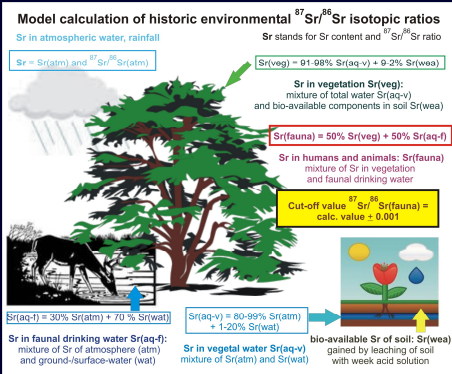 Model calculation of historic environmental 87Sr/86Sr isotopic ratios
Sr in atmospheric water, rainfall
Sr stands for Sr content and 87Sr/86Sr ratio
Sr = Sr(atm) and 87Sr/86Sr(atm)
Sr(veg) = 91-98% Sr(aq-v) + 9-2% Sr(wea)
Sr in vegetation Sr(veg):
mixture of total water Sr(aq-v)
and bio-available components in soil Sr(wea)
Sr(fauna) = 50% Sr(veg) + 50% Sr(aq-f)
Sr in humans and animals: Sr(fauna)
mixture of Sr in vegetation
and faunal drinking water
Cut-off value 87Sr/86Sr(fauna) =
calc. value ± 0.001
Sr(aq-f) = 30% Sr(atm) + 70 % Sr(wat)
Sr in faunal drinking water Sr(aq-f):
mixture of Sr of atmosphere (atm)
and ground-/surface-water (wat)
Sr(aq-v) = 80-99% Sr(atm)
+ 1-20% Sr(wat)
Sr in vegetal water Sr(aq-v)
mixture of Sr(atm) and Sr(wat)
bio-available Sr of soil: Sr(wea)
gained by leaching of soil
with week acid solution